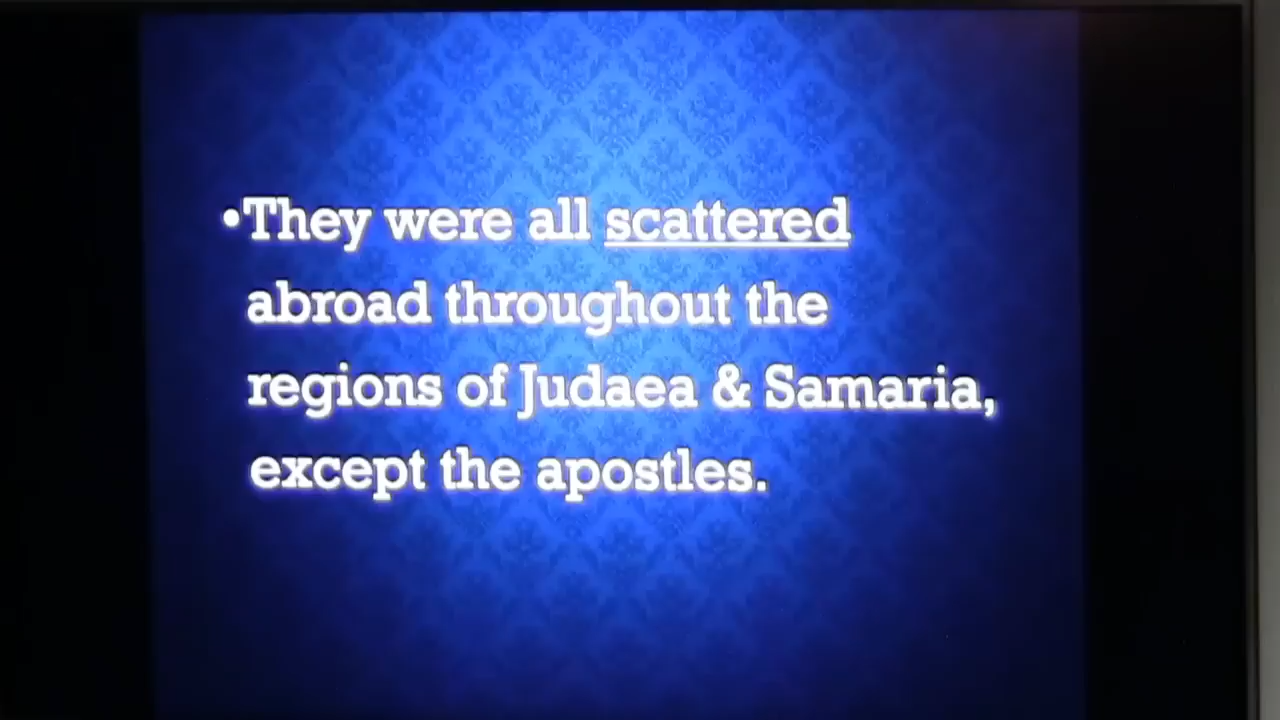 •They were all scattered
abroad throughout the
regions of Judaea & Samaria,
except the apostles.